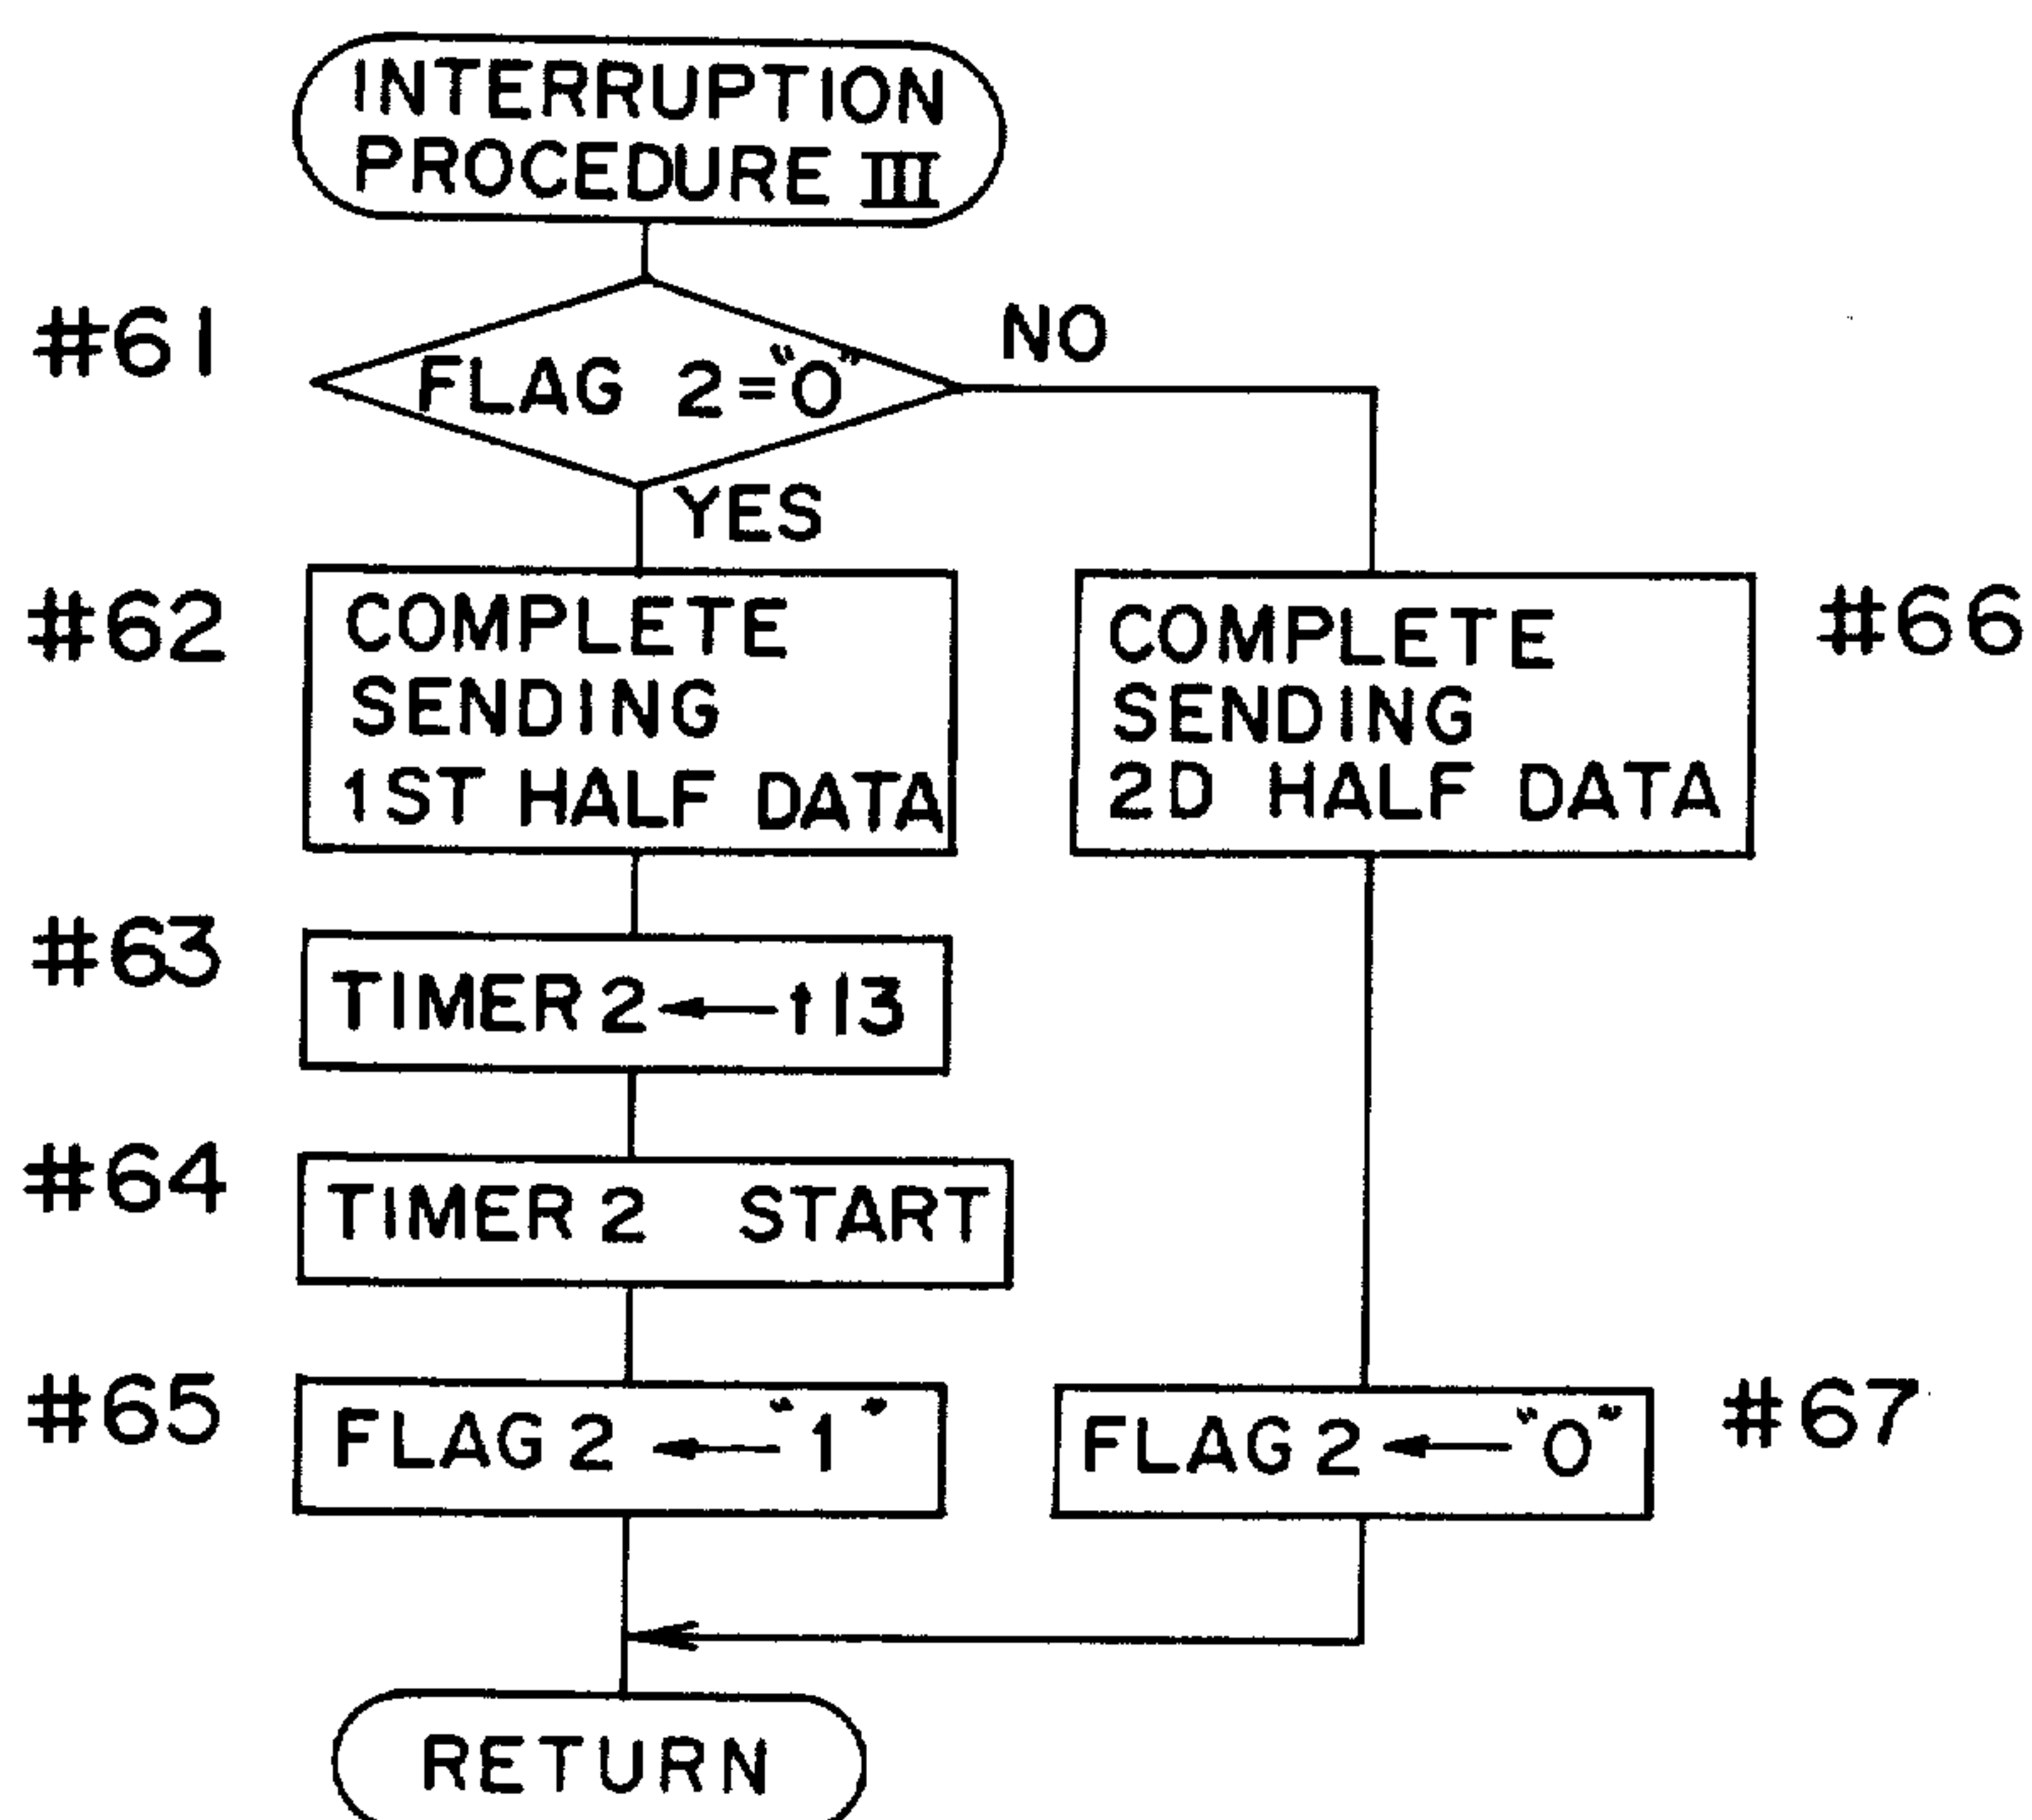 INTERRUPTION
PROCEDURE III
#61
FLAG 2="0"
NO
YES
#62
COMPLETE
SENDING
1ST HALF DATA
COMPLETE
SENDING
2D HALF DATA
#66
#63
TIMER 2←t13
#64
TIMER 2 START
#65
FLAG 2←"1"
FLAG 2←"0"
#67
RETURN